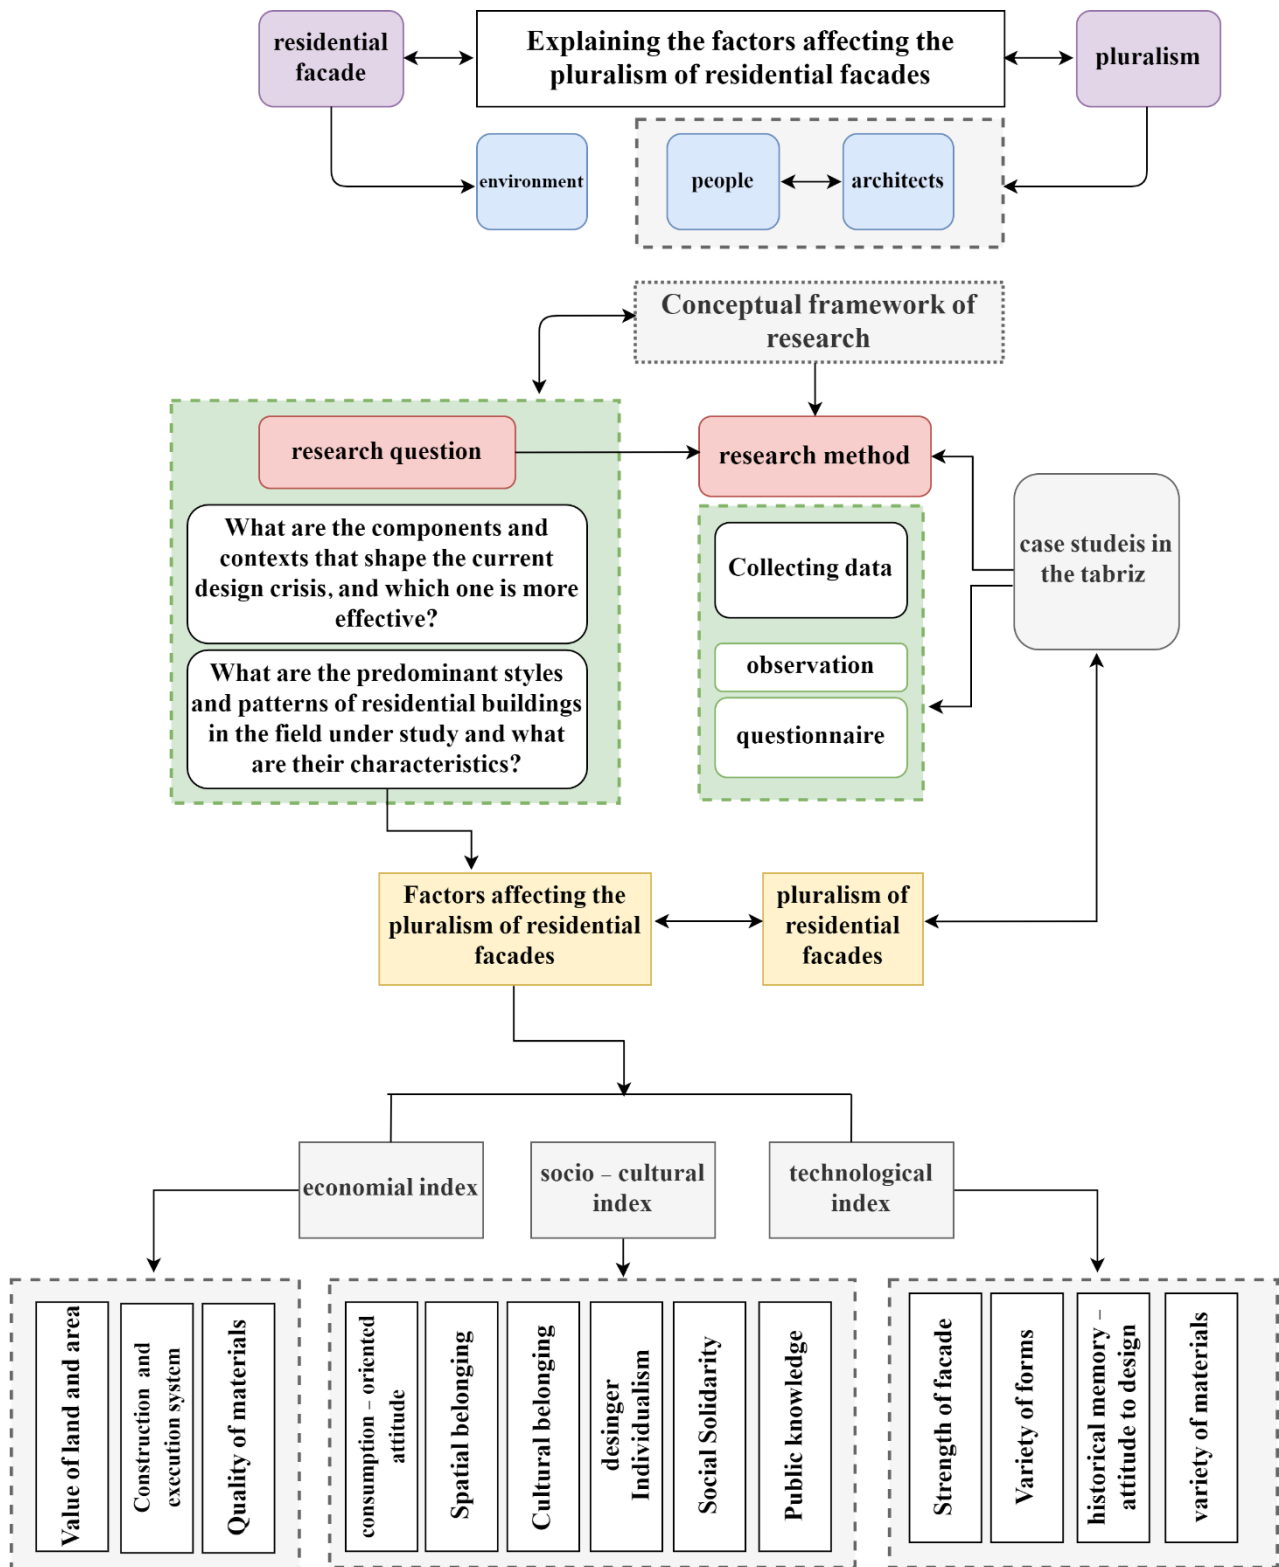 residential
facade
Explaining the factors affecting the
pluralism of residential facades
pluralism
environment
people
architects
Conceptual framework of
research
research question
research method
What are the components and
contexts that shape the current
design crisis, and which one is more
effective?
What are the predominant styles
and patterns of residential buildings
in the field under study and what
are their characteristics?
Collecting data
observation
questionnaire
case studeis in
the tabriz
Factors affecting the
pluralism of residential
facades
pluralism of
residential
facades
economial index
socio – cultural
index
technological
index
Value of land and area
Construction and
execution system
Quality of materials
consumption – oriented
attitude
Spatial belonging
Cultural belonging
desinger
Individualism
Social Solidarity
Public knowledge
Strength of facade
Variety of forms
historical memory –
attitude to design
variety of materials